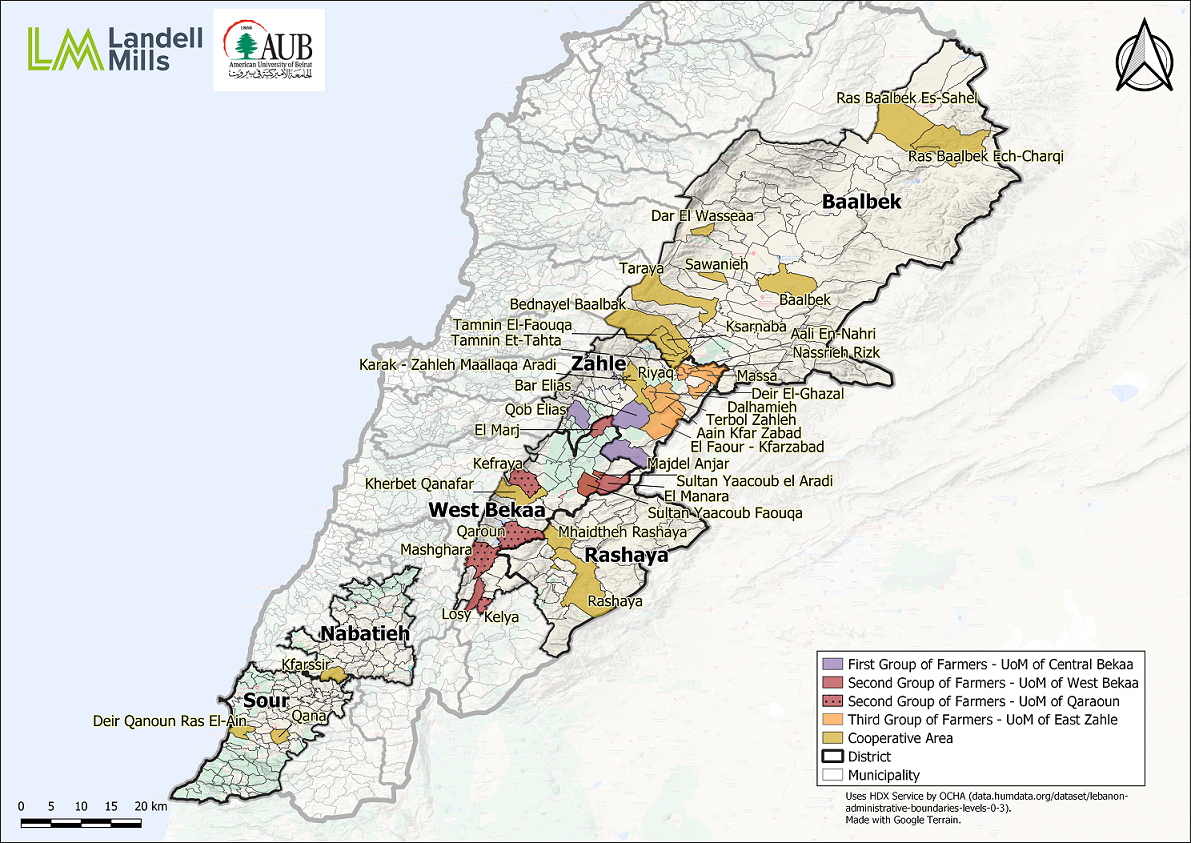 LM Landell
Mills
1866
AUB
American University of Beirut
الجامعة الأميركية في بيروت
Ras Baalbek Es-Sahel
Ras Baalbek Ech-Charqi
Baalbek
Dar El Wasseaa
Taraya
Sawanieh
Baalbek
Bednayel Baalbak
Tamnin El-Faouqa
Ksarnaba
Aali En-Nahri
Tamnin Et-Tahta
Nassrieh Rizk
Zahle
Karak - Zahleh Maallaqa Aradi
Riyaq
Massa
Bar Elias
Deir El-Ghazal
Qob Elias
Dalhamieh
Terbol Zahleh
El Marj
Aain Kfar Zabad
El Faour - Kfarzabad
Kefraya
Majdel Anjar
Kherbet Qanafar
Sultan Yaacoub el Aradi
El Manara
West Bekaa
Sultan Yaacoub Faouqa
Qaroun
Mhaidtheh Rashaya
Mashghara
Rashaya
Rashaya
Losy
Kelya
Nabatieh
Kfarssir
Sour
Deir Qanoun Ras El-Ain
Qana
First Group of Farmers - UoM of Central Bekaa
Second Group of Farmers - UoM of West Bekaa
Second Group of Farmers - UoM of Qaraoun
Third Group of Farmers - UoM of East Zahle
Cooperative Area
District
Municipality
0 5 10 15 20 km
Uses HDX Service by OCHA (data.humdata.org/dataset/lebanon-
administrative-boundaries-levels-0-3).
Made with Google Terrain.